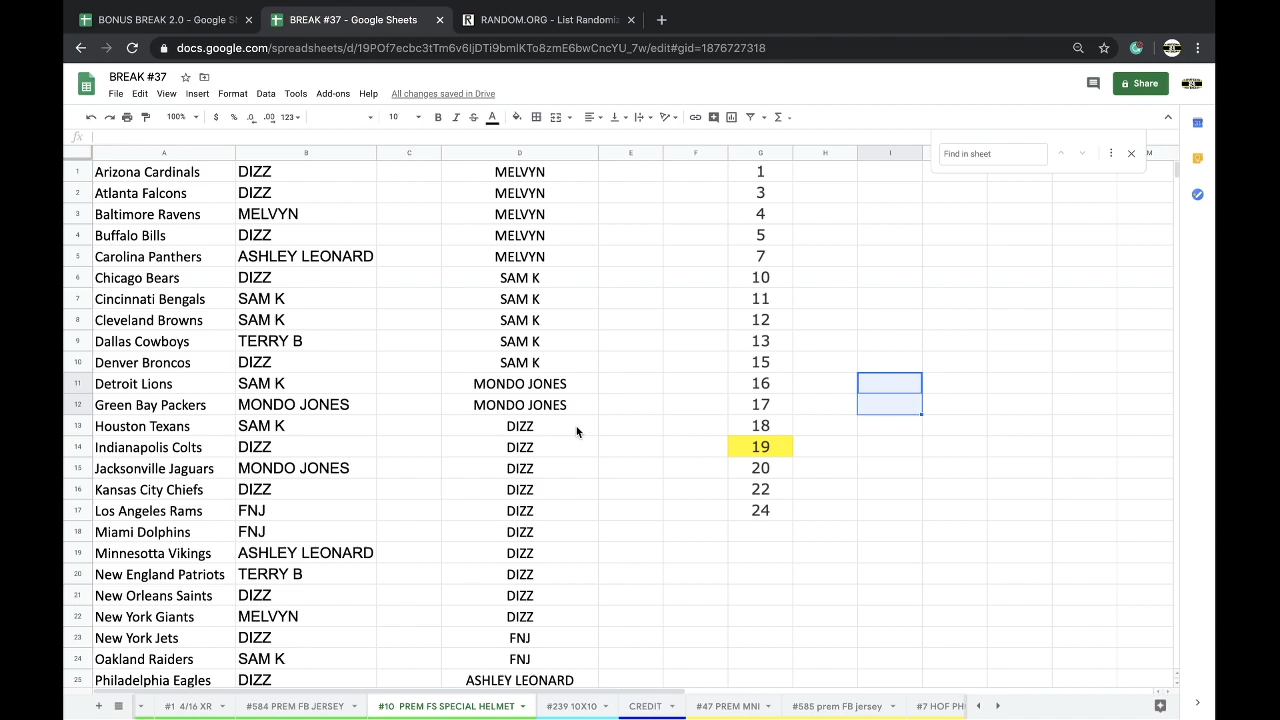 BONUS BREAK 2.0 - Google S
BREAK #37 - Google Sheets
RANDOM.ORG - List Randomiz
docs.google.com/spreadsheets/d/19POf7ecbc3tTm6v6IjDTi9bmlKTo8zmE6bwCncYU_7w/edit#gid=1876727318
BREAK #37
File Edit View Insert Format Data Tools Add-ons Help All changes saved in Drive
Share
100% $ % .0 .00 123 10 B I S A
fx
Find in sheet
A B C D E F G H I M
1 Arizona Cardinals DIZZ MELVYN 1
2 Atlanta Falcons DIZZ MELVYN 3
3 Baltimore Ravens MELVYN MELVYN 4
4 Buffalo Bills DIZZ MELVYN 5
5 Carolina Panthers ASHLEY LEONARD MELVYN 7
6 Chicago Bears DIZZ SAM K 10
7 Cincinnati Bengals SAM K SAM K 11
8 Cleveland Browns SAM K SAM K 12
9 Dallas Cowboys TERRY B SAM K 13
10 Denver Broncos DIZZ SAM K 15
11 Detroit Lions SAM K MONDO JONES 16
12 Green Bay Packers MONDO JONES MONDO JONES 17
13 Houston Texans SAM K DIZZ 18
14 Indianapolis Colts DIZZ DIZZ 19
15 Jacksonville Jaguars MONDO JONES DIZZ 20
16 Kansas City Chiefs DIZZ DIZZ 22
17 Los Angeles Rams FNJ DIZZ 24
18 Miami Dolphins FNJ DIZZ
19 Minnesotta Vikings ASHLEY LEONARD DIZZ
20 New England Patriots TERRY B DIZZ
21 New Orleans Saints DIZZ DIZZ
22 New York Giants MELVYN DIZZ
23 New York Jets DIZZ FNJ
24 Oakland Raiders SAM K FNJ
25 Philadelphia Eagles DIZZ ASHLEY LEONARD
#1 4/16 XR #584 PREM FB JERSEY #10 PREM FS SPECIAL HELMET #239 10X10 CREDIT #47 PREM MNI #585 prem FB jersey #7 HOF PH